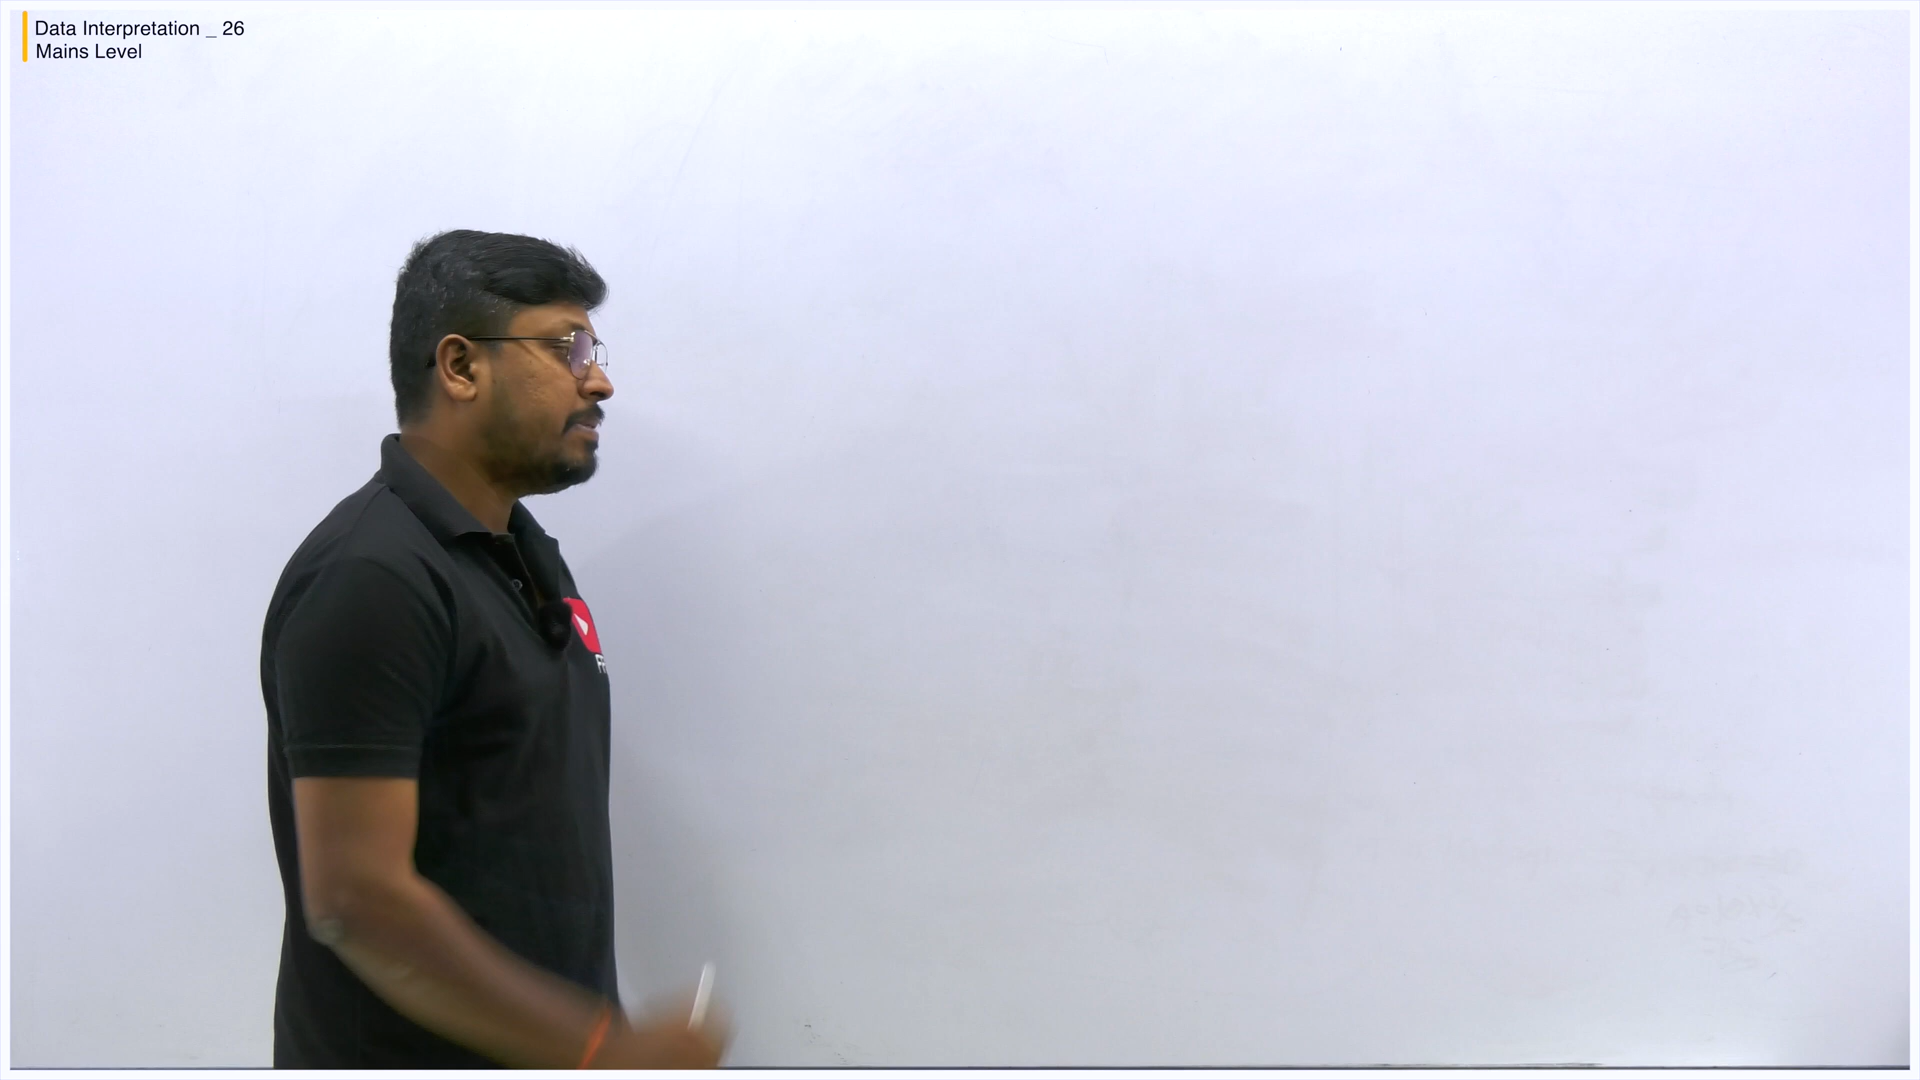 Data Interpretation _ 26
Mains Level